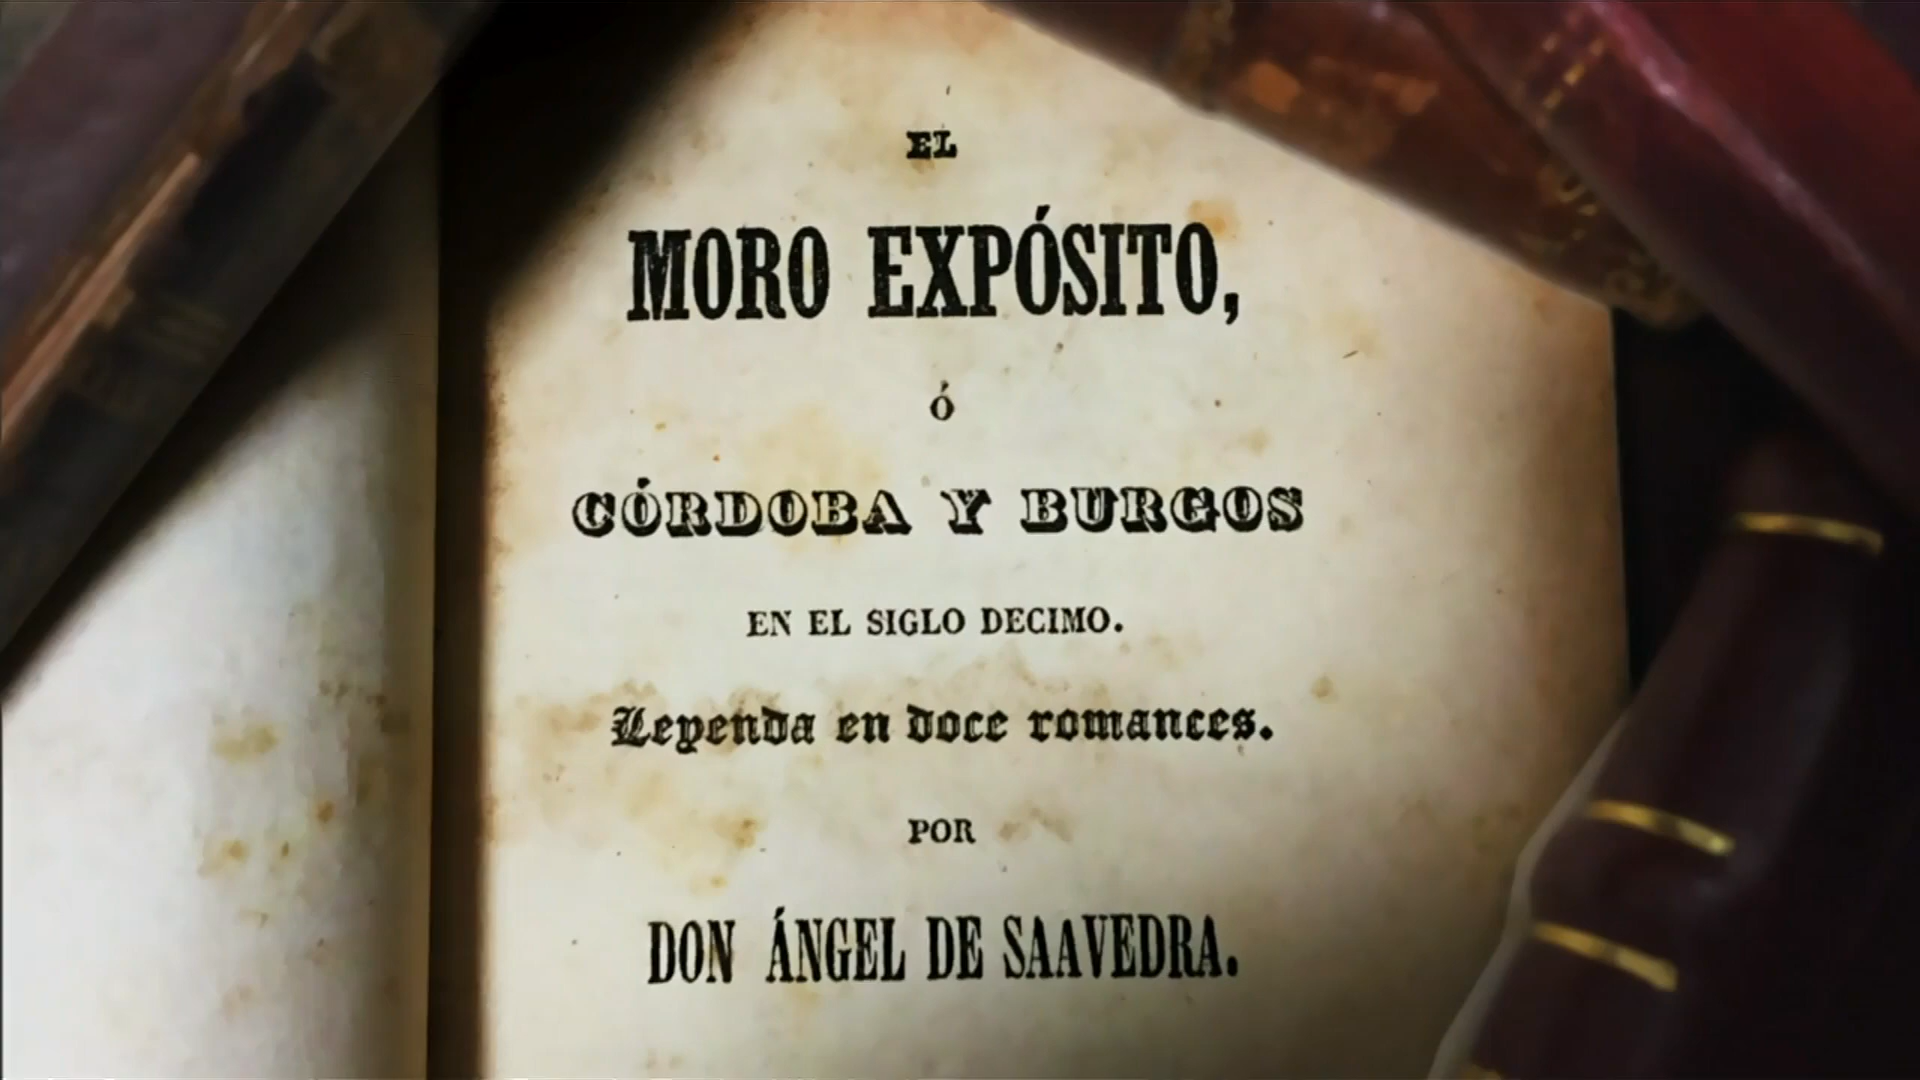 EL
MORO EXPÓSITO,
Ó
CÓRDOBA Y BURGOS
EN EL SIGLO DECIMO.
Leyenda en doce romances.
POR
DON ÁNGEL DE SAAVEDRA.